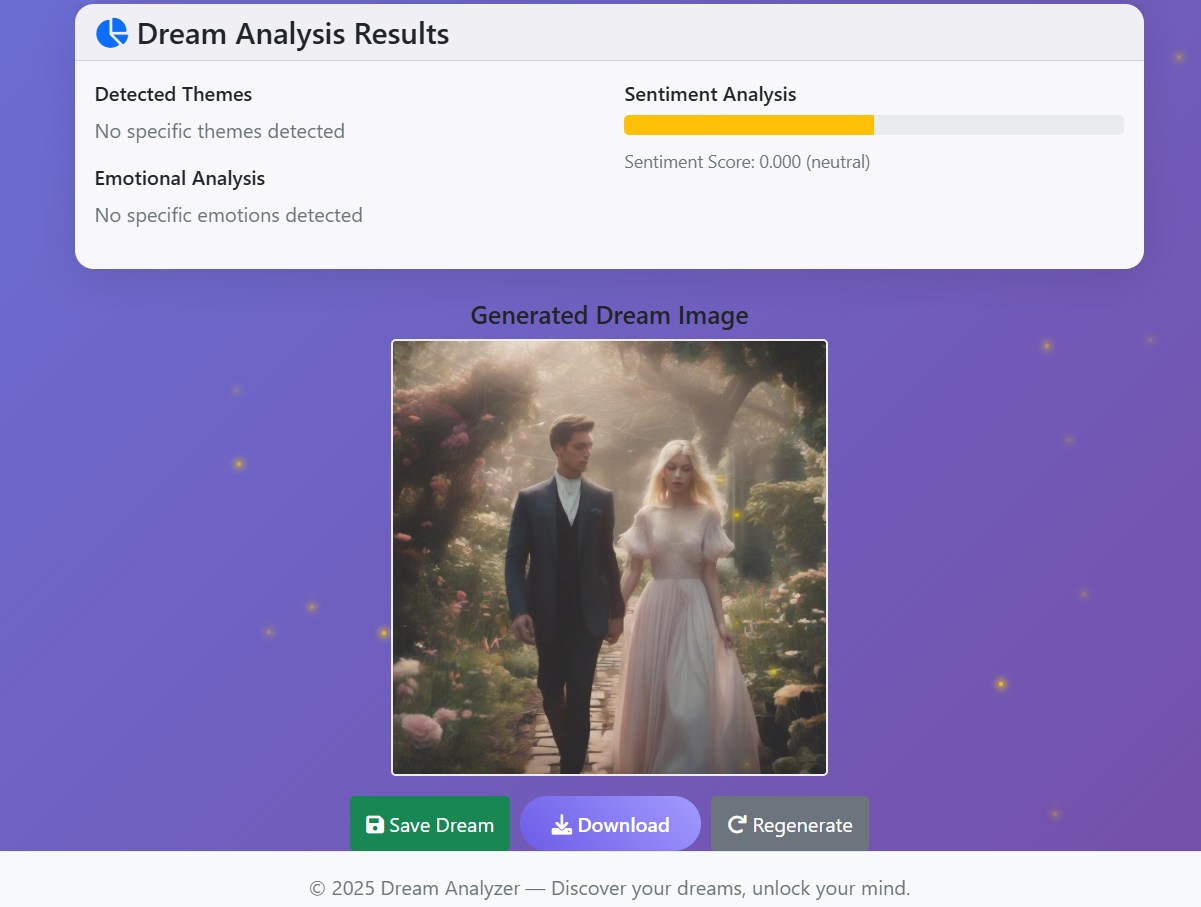 Dream Analysis Results
Detected Themes
No specific themes detected
Emotional Analysis
No specific emotions detected
Sentiment Analysis
Sentiment Score: 0.000 (neutral)
Generated Dream Image
Save Dream
Download
Regenerate
© 2025 Dream Analyzer — Discover your dreams, unlock your mind.